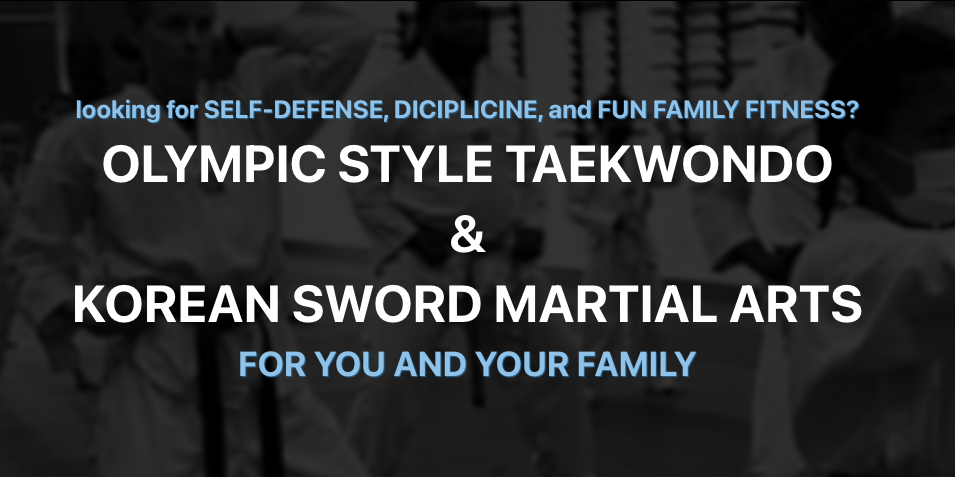 looking for SELF-DEFENSE, DICIPLICINE, and FUN FAMILY FITNESS?
OLYMPIC STYLE TAEKWONDO
&
KOREAN SWORD MARTIAL ARTS
FOR YOU AND YOUR FAMILY